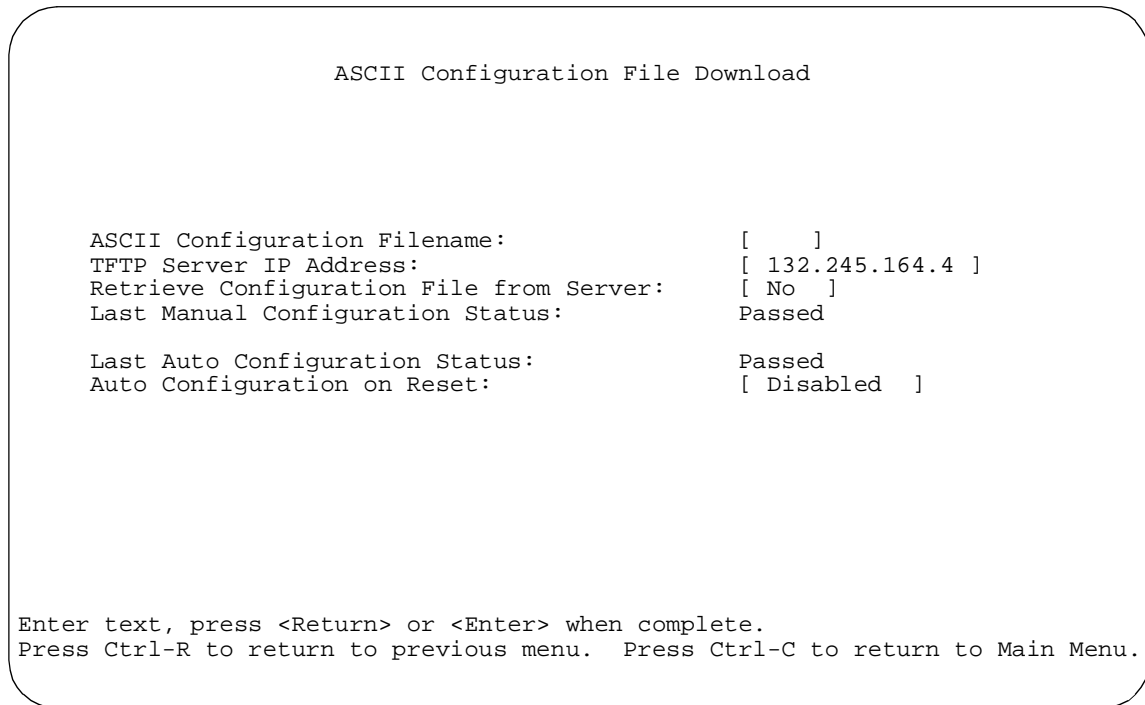 ASCII Configuration File Download
ASCII Configuration Filename: [ ]
TFTP Server IP Address: [ 132.245.164.4 ]
Retrieve Configuration File from Server: [ No ]
Last Manual Configuration Status: Passed
Last Auto Configuration Status: Passed
Auto Configuration on Reset: [ Disabled ]
Enter text, press <Return> or <Enter> when complete.
Press Ctrl-R to return to previous menu. Press Ctrl-C to return to Main Menu.